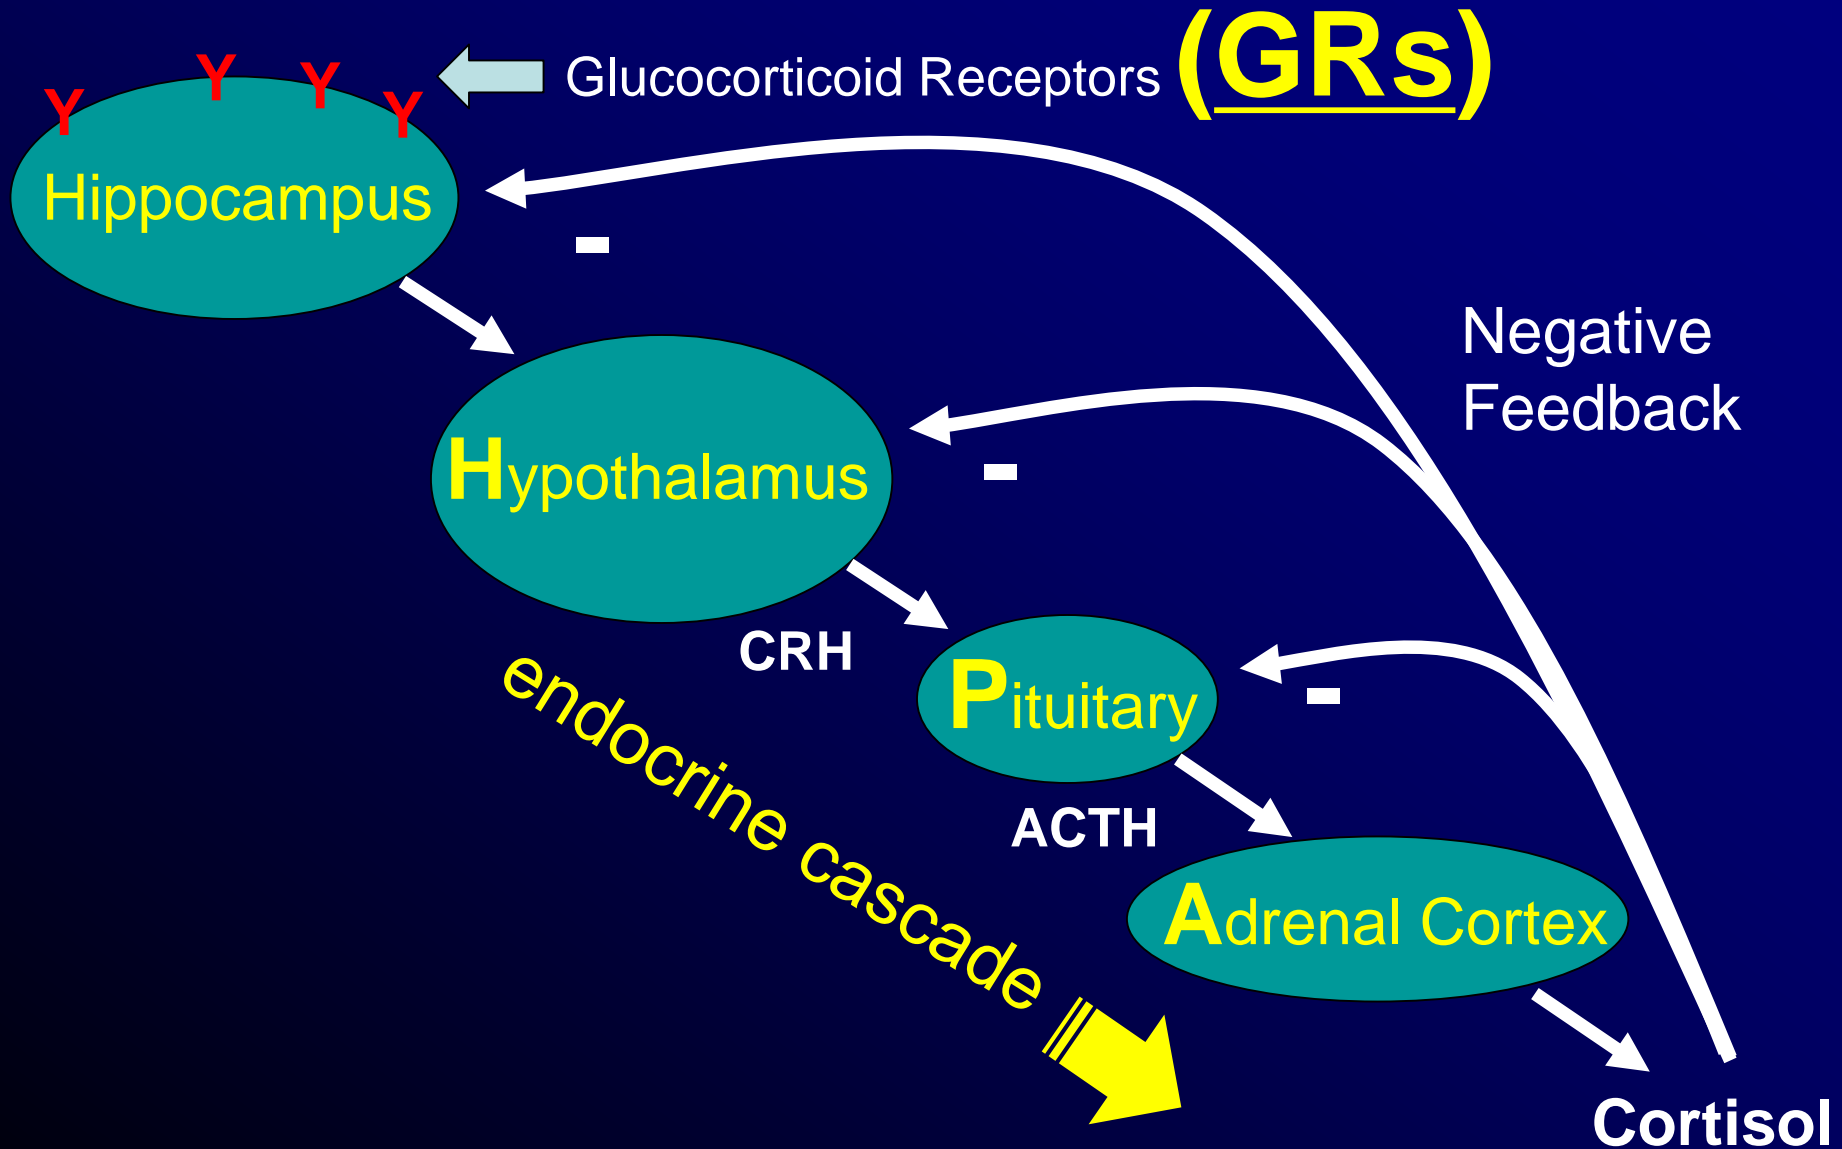 Glucocorticoid Receptors (GRs)
Y Y Y Y
Hippocampus
-
Negative
Feedback
Hypothalamus
-
CRH
Pituitary
-
endocrine cascade
ACTH
Adrenal Cortex
Cortisol